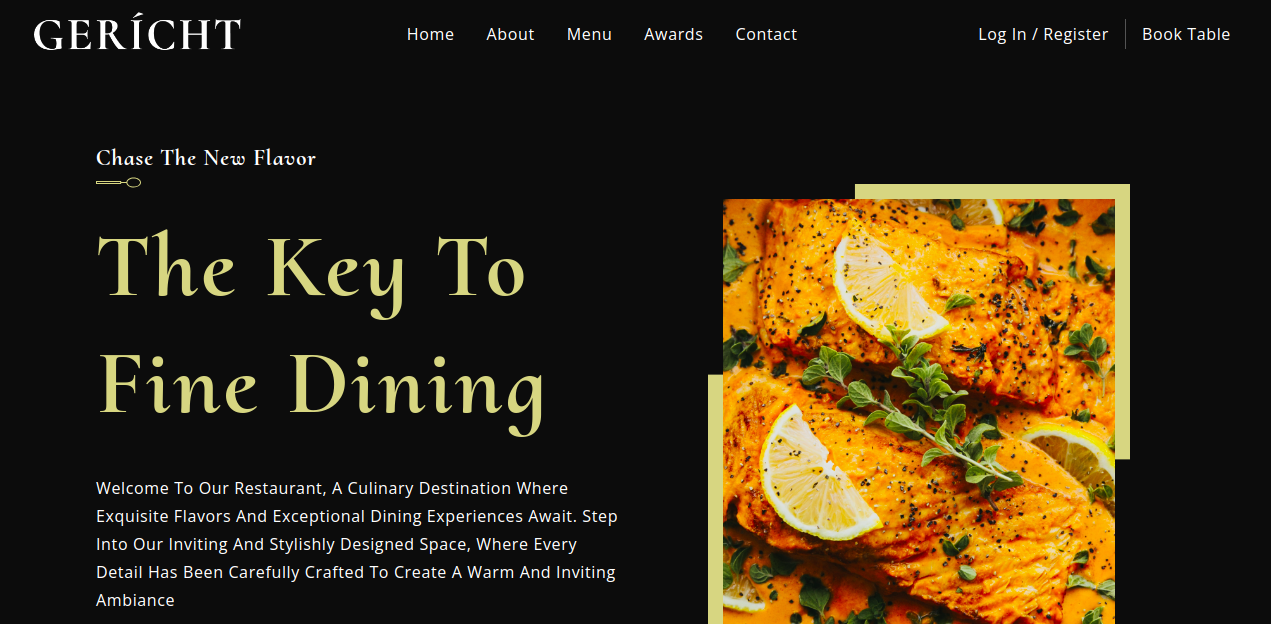 GERÍCHT
Home About Menu Awards Contact
Log In / Register Book Table
Chase The New Flavor
The Key To
Fine Dining
Welcome To Our Restaurant, A Culinary Destination Where
Exquisite Flavors And Exceptional Dining Experiences Await. Step
Into Our Inviting And Stylishly Designed Space, Where Every
Detail Has Been Carefully Crafted To Create A Warm And Inviting
Ambiance